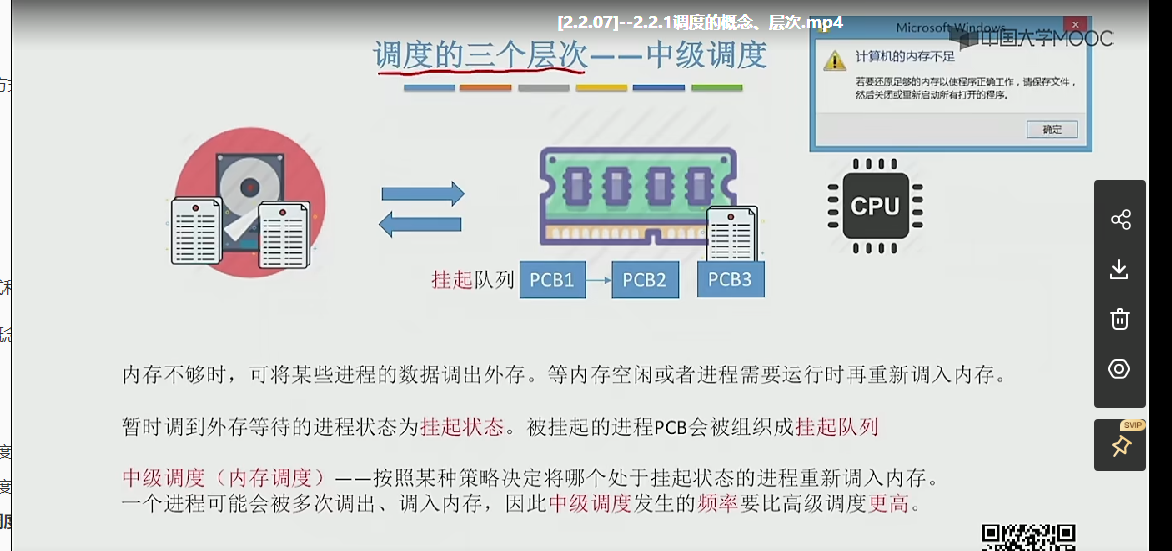 [2.2.07]--2.2.1调度的概念、层次.mp4
Microsoft Windows
中国大学MOOC
调度的三个层次——中级调度
计算机的内存不足
若要还原足够的内存以使程序正确工作，请保存文件，
然后关闭或重新启动所有打开的程序。
确定
CPU
挂起队列 PCB1 PCB2 PCB3
内存不够时，可将某些进程的数据调出外存。等内存空闲或者进程需要运行时再重新调入内存。
暂时调到外存等待的进程状态为挂起状态。被挂起的进程PCB会被组织成挂起队列
中级调度（内存调度）——按照某种策略决定将哪个处于挂起状态的进程重新调入内存。
一个进程可能会被多次调出、调入内存，因此中级调度发生的频率要比高级调度更高。
SVIP